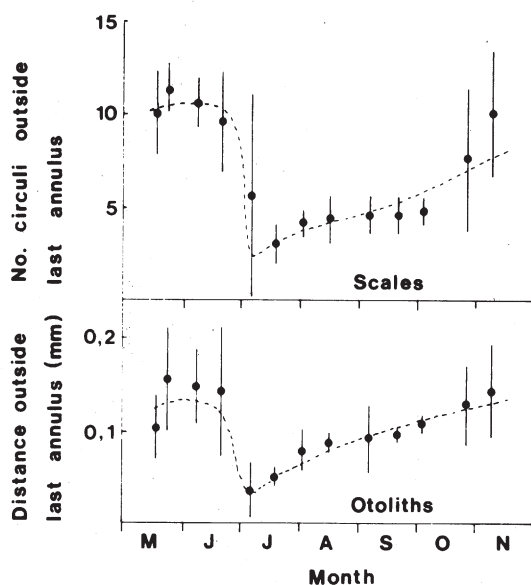 No. circuli outside
last annulus
15
10
5
Scales
Distance outside
last annulus (mm)
0,2
0,1
Otoliths
M J J A S O N
Month